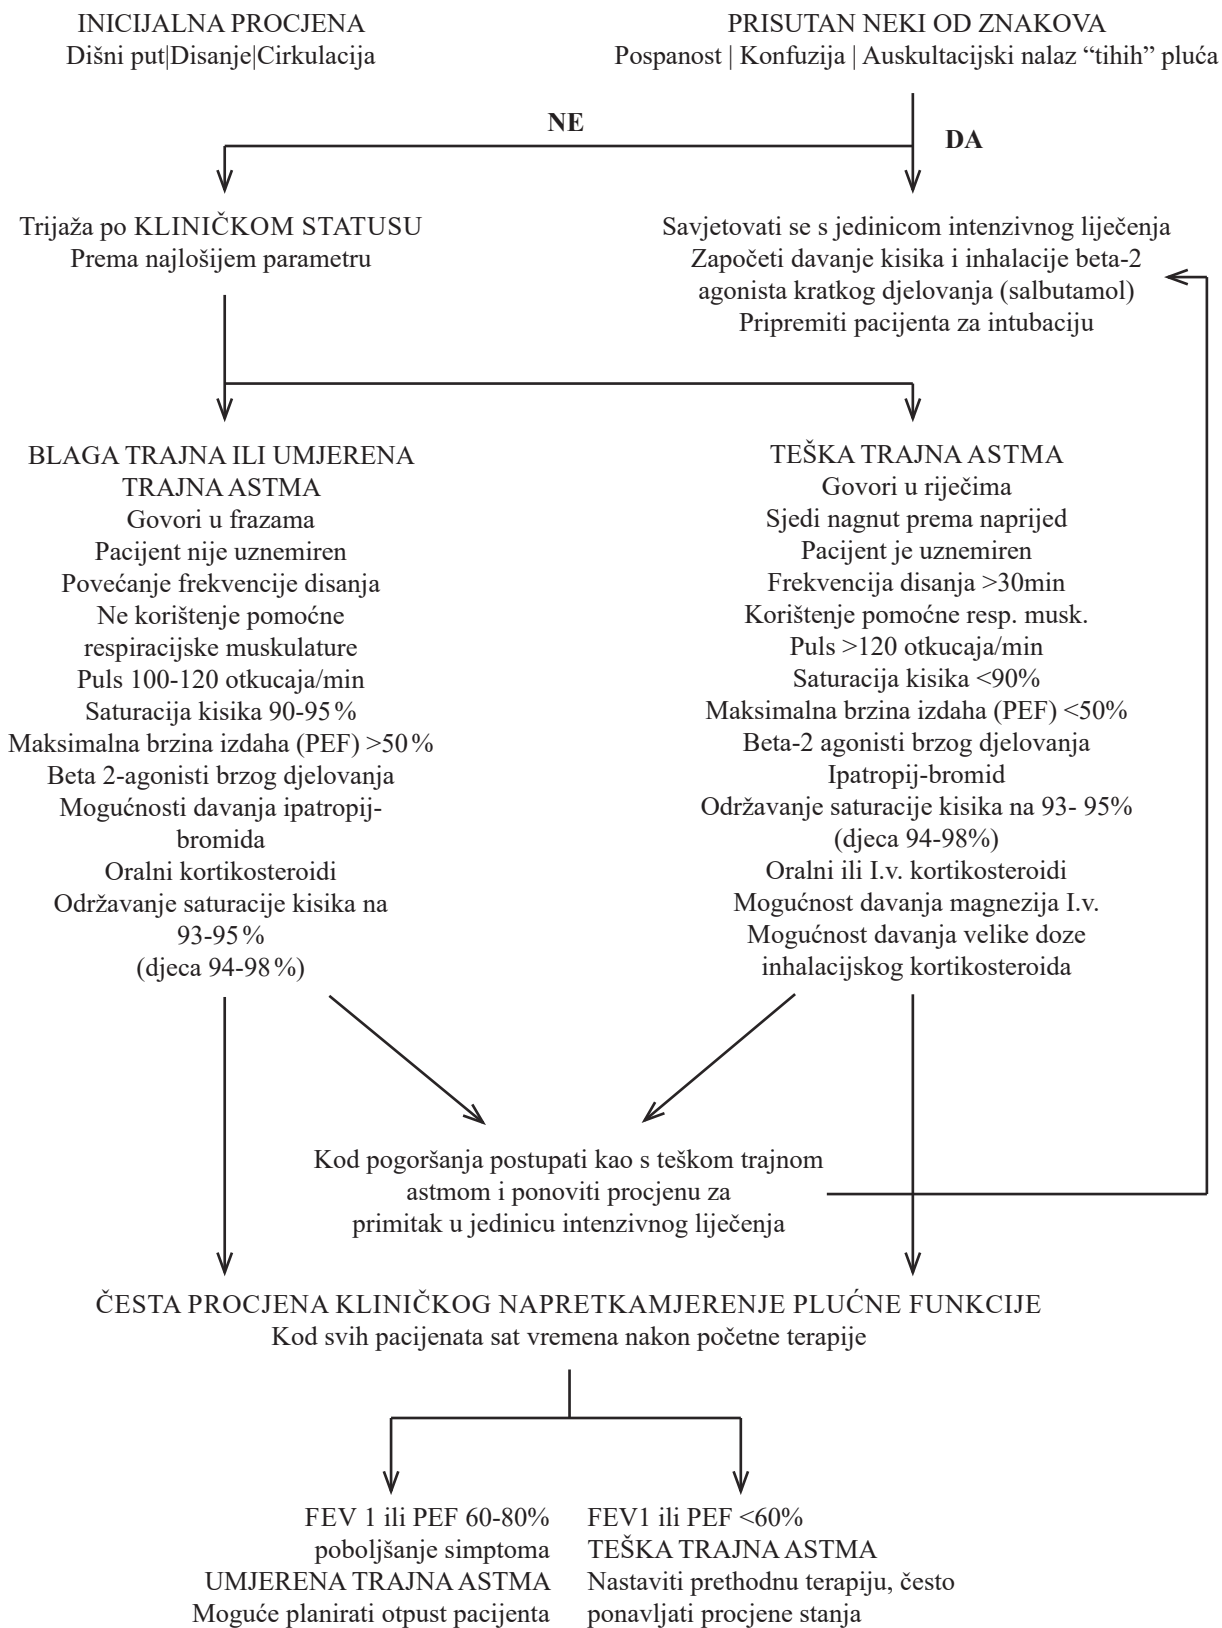 INICIJALNA PROCJENA
Dišni put|Disanje|Cirkulacija
PRISUTAN NEKI OD ZNAKOVA
Pospanost | Konfuzija | Auskultacijski nalaz “tihih” pluća
NE
DA
Trijaža po KLINIČKOM STATUSU
Prema najlošijem parametru
Savjetovati se s jedinicom intenzivnog liječenja
Započeti davanje kisika i inhalacije beta-2
agonista kratkog djelovanja (salbutamol)
Pripremiti pacijenta za intubaciju
BLAGA TRAJNA ILI UMJERENA
TRAJNA ASTMA
Govori u frazama
Pacijent nije uznemiren
Povećanje frekvencije disanja
Ne korištenje pomoćne
respiracijske muskulature
Puls 100-120 otkucaja/min
Saturacija kisika 90-95%
Maksimalna brzina izdaha (PEF) >50%
Beta 2-agonisti brzog djelovanja
Mogućnosti davanja ipatropij-
bromida
Oralni kortikosteroidi
Održavanje saturacije kisika na
93-95%
(djeca 94-98%)
TEŠKA TRAJNA ASTMA
Govori u riječima
Sjedi nagnut prema naprijed
Pacijent je uznemiren
Frekvencija disanja >30min
Korištenje pomoćne resp. musk.
Puls >120 otkucaja/min
Saturacija kisika <90%
Maksimalna brzina izdaha (PEF) <50%
Beta-2 agonisti brzog djelovanja
Ipatropij-bromid
Održavanje saturacije kisika na 93- 95%
(djeca 94-98%)
Oralni ili I.v. kortikosteroidi
Mogućnost davanja magnezija I.v.
Mogućnost davanja velike doze
inhalacijskog kortikosteroida
Kod pogoršanja postupati kao s teškom trajnom
astmom i ponoviti procjenu za
primitak u jedinicu intenzivnog liječenja
ČESTA PROCJENA KLINIČKOG NAPRETKAMJERENJE PLUĆNE FUNKCIJE
Kod svih pacijenata sat vremena nakon početne terapije
FEV 1 ili PEF 60-80%
poboljšanje simptoma
UMJERENA TRAJNA ASTMA
Moguće planirati otpust pacijenta
FEV1 ili PEF <60%
TEŠKA TRAJNA ASTMA
Nastaviti prethodnu terapiju, često
ponavljati procjene stanja